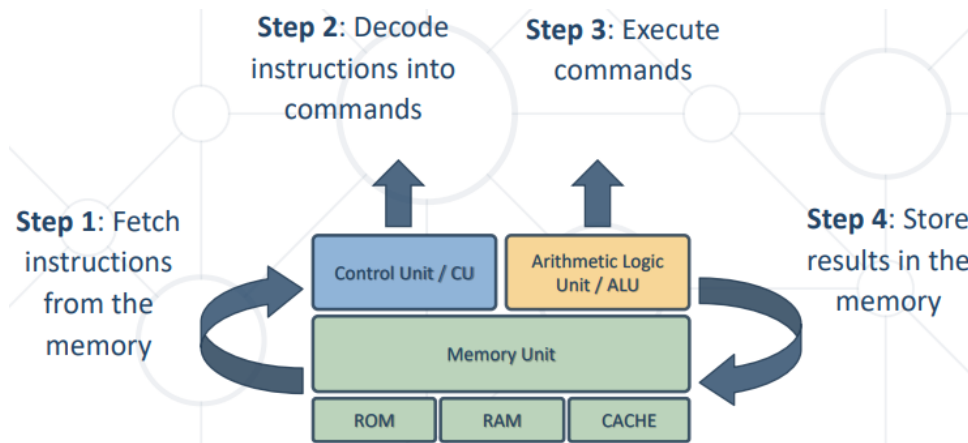 Step 2: Decode
instructions into
commands
Step 3: Execute
commands
Step 1: Fetch
instructions
from the
memory
Step 4: Store
results in the
memory
Control Unit / CU
Arithmetic Logic
Unit / ALU
Memory Unit
ROM
RAM
CACHE